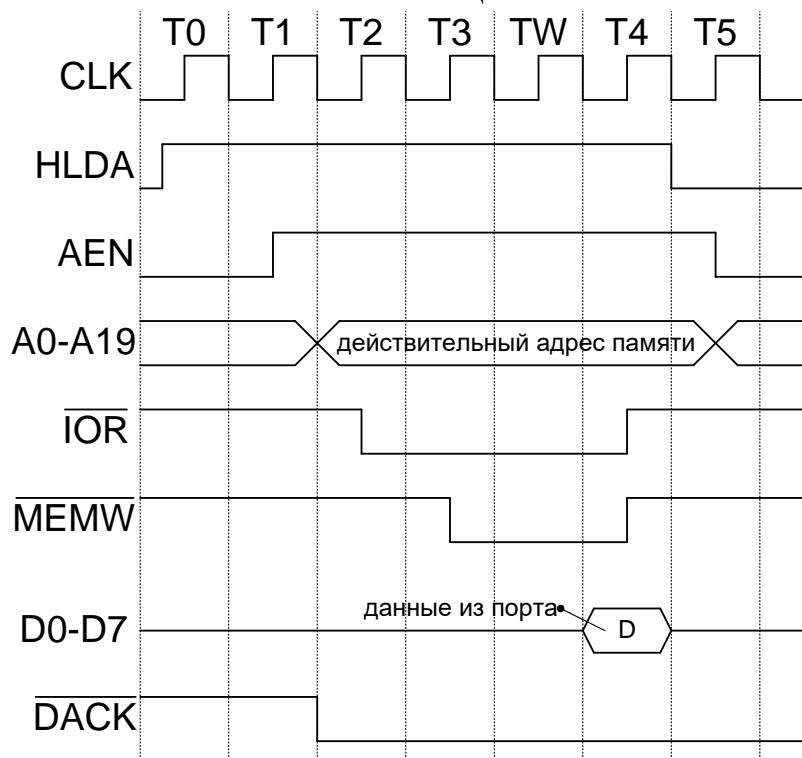 T0 T1 T2 T3 TW T4 T5
CLK
HLDA
AEN
A0-A19 действительный адрес памяти
IOR
MEMW
данные из порта
D0-D7 D
DACK